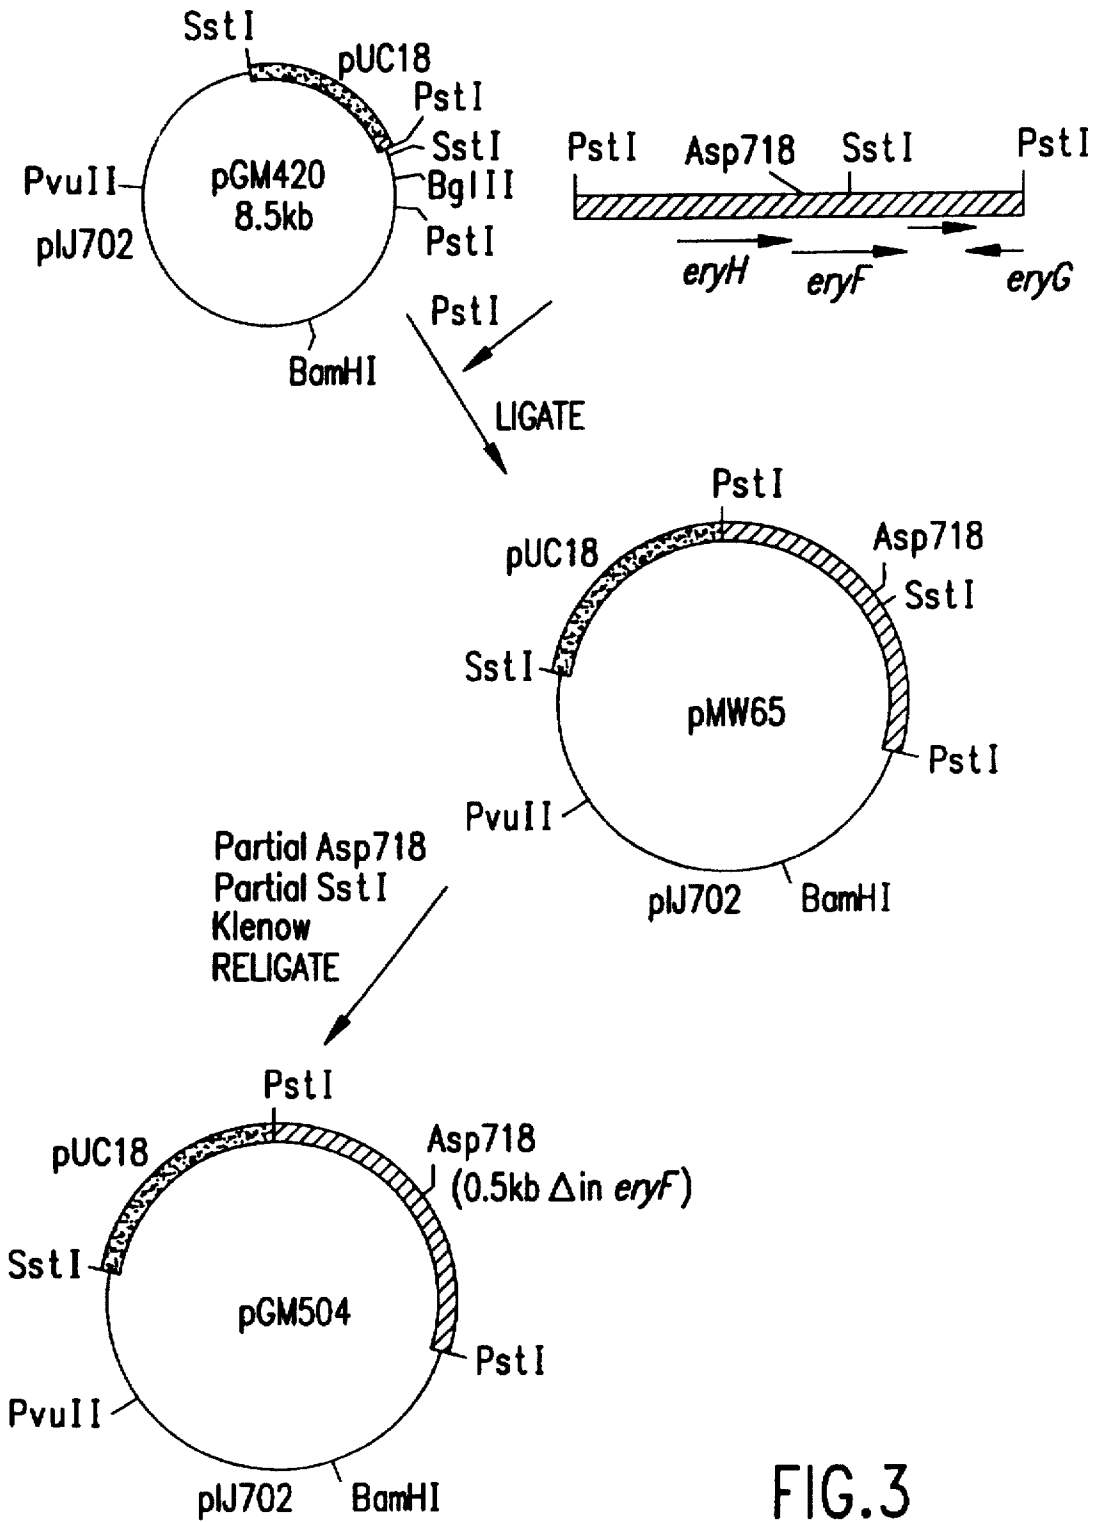 SstI
pUC18
PstI
SstI
BglII
PstI
PvuII
pGM420
8.5kb
pIJ702
BamHI
PstI
Asp718
SstI
PstI
eryH
eryF
eryG
PstI
LIGATE
PstI
pUC18
Asp718
SstI
SstI
pMW65
PstI
PvuII
pIJ702
BamHI
Partial Asp718
Partial SstI
Klenow
RELIGATE
PstI
pUC18
Asp718
(0.5kb Δ in eryF)
SstI
pGM504
PstI
PvuII
pIJ702
BamHI
FIG.3